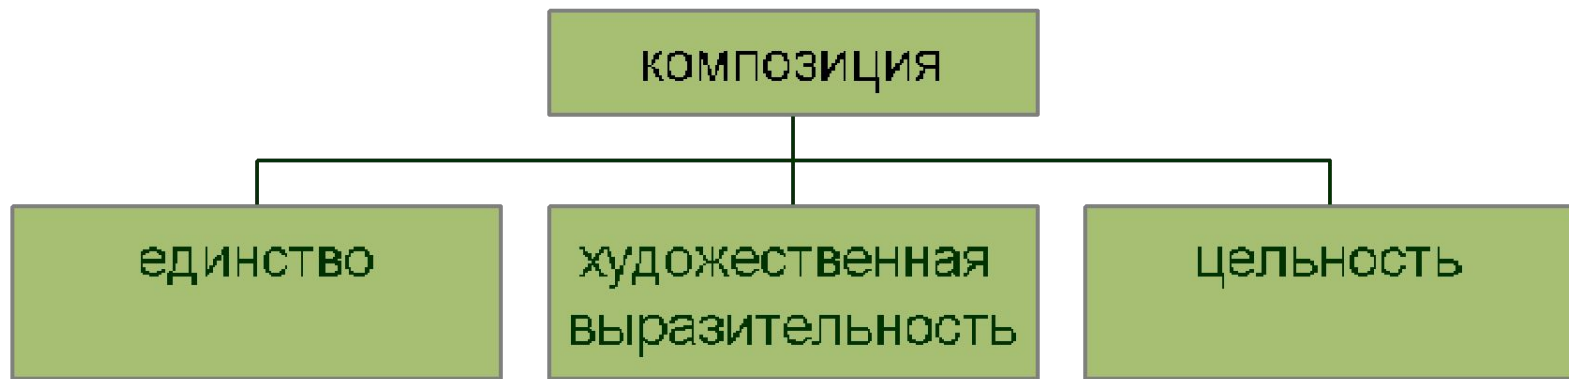 композиция
единство
художественная
выразительность
цельность